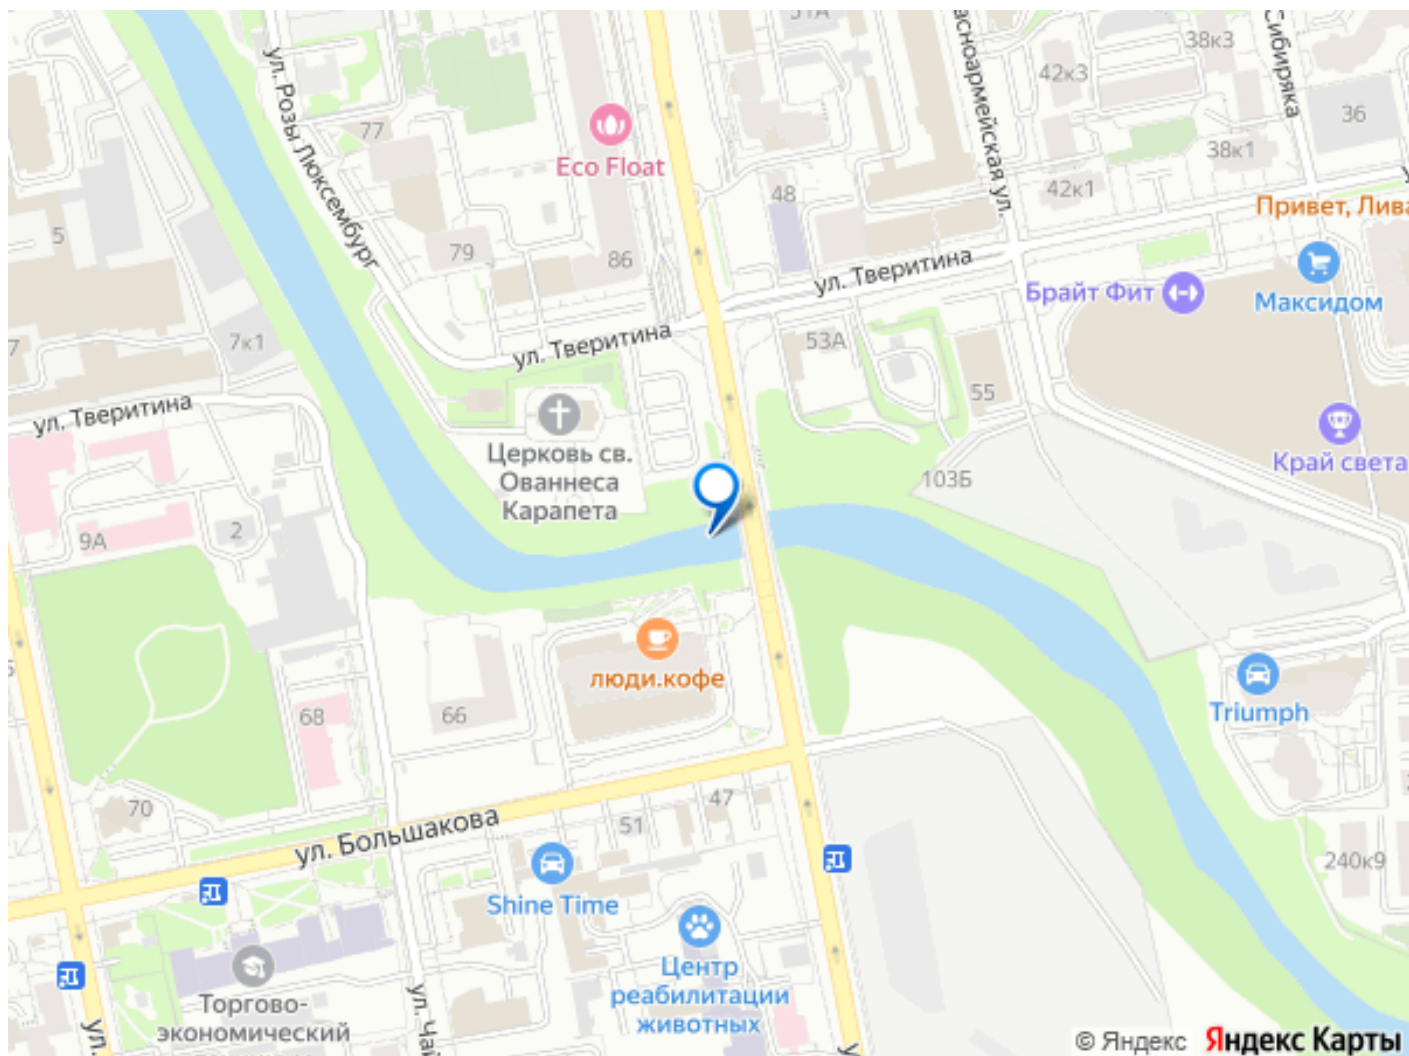 51А
38к3
42к3
Сибиряка
36
ул. Розы Люксембург
77
Eco Float
38к1
42к1
48
Привет, Лива
5
79
86
ул. Тверитина
Брайт Фит
Максидом
7к1
ул. Тверитина
53А
55
ул. Тверитина
Церковь св.
Ованнеса
Карапета
Край света
103Б
9А
2
люди.кофе
68
66
Triumph
70
47
51
ул. Большакова
240к9
Shine Time
Центр
реабилитации
животных
Торгово-
экономический
ул.
© Яндекс Яндекс Карты